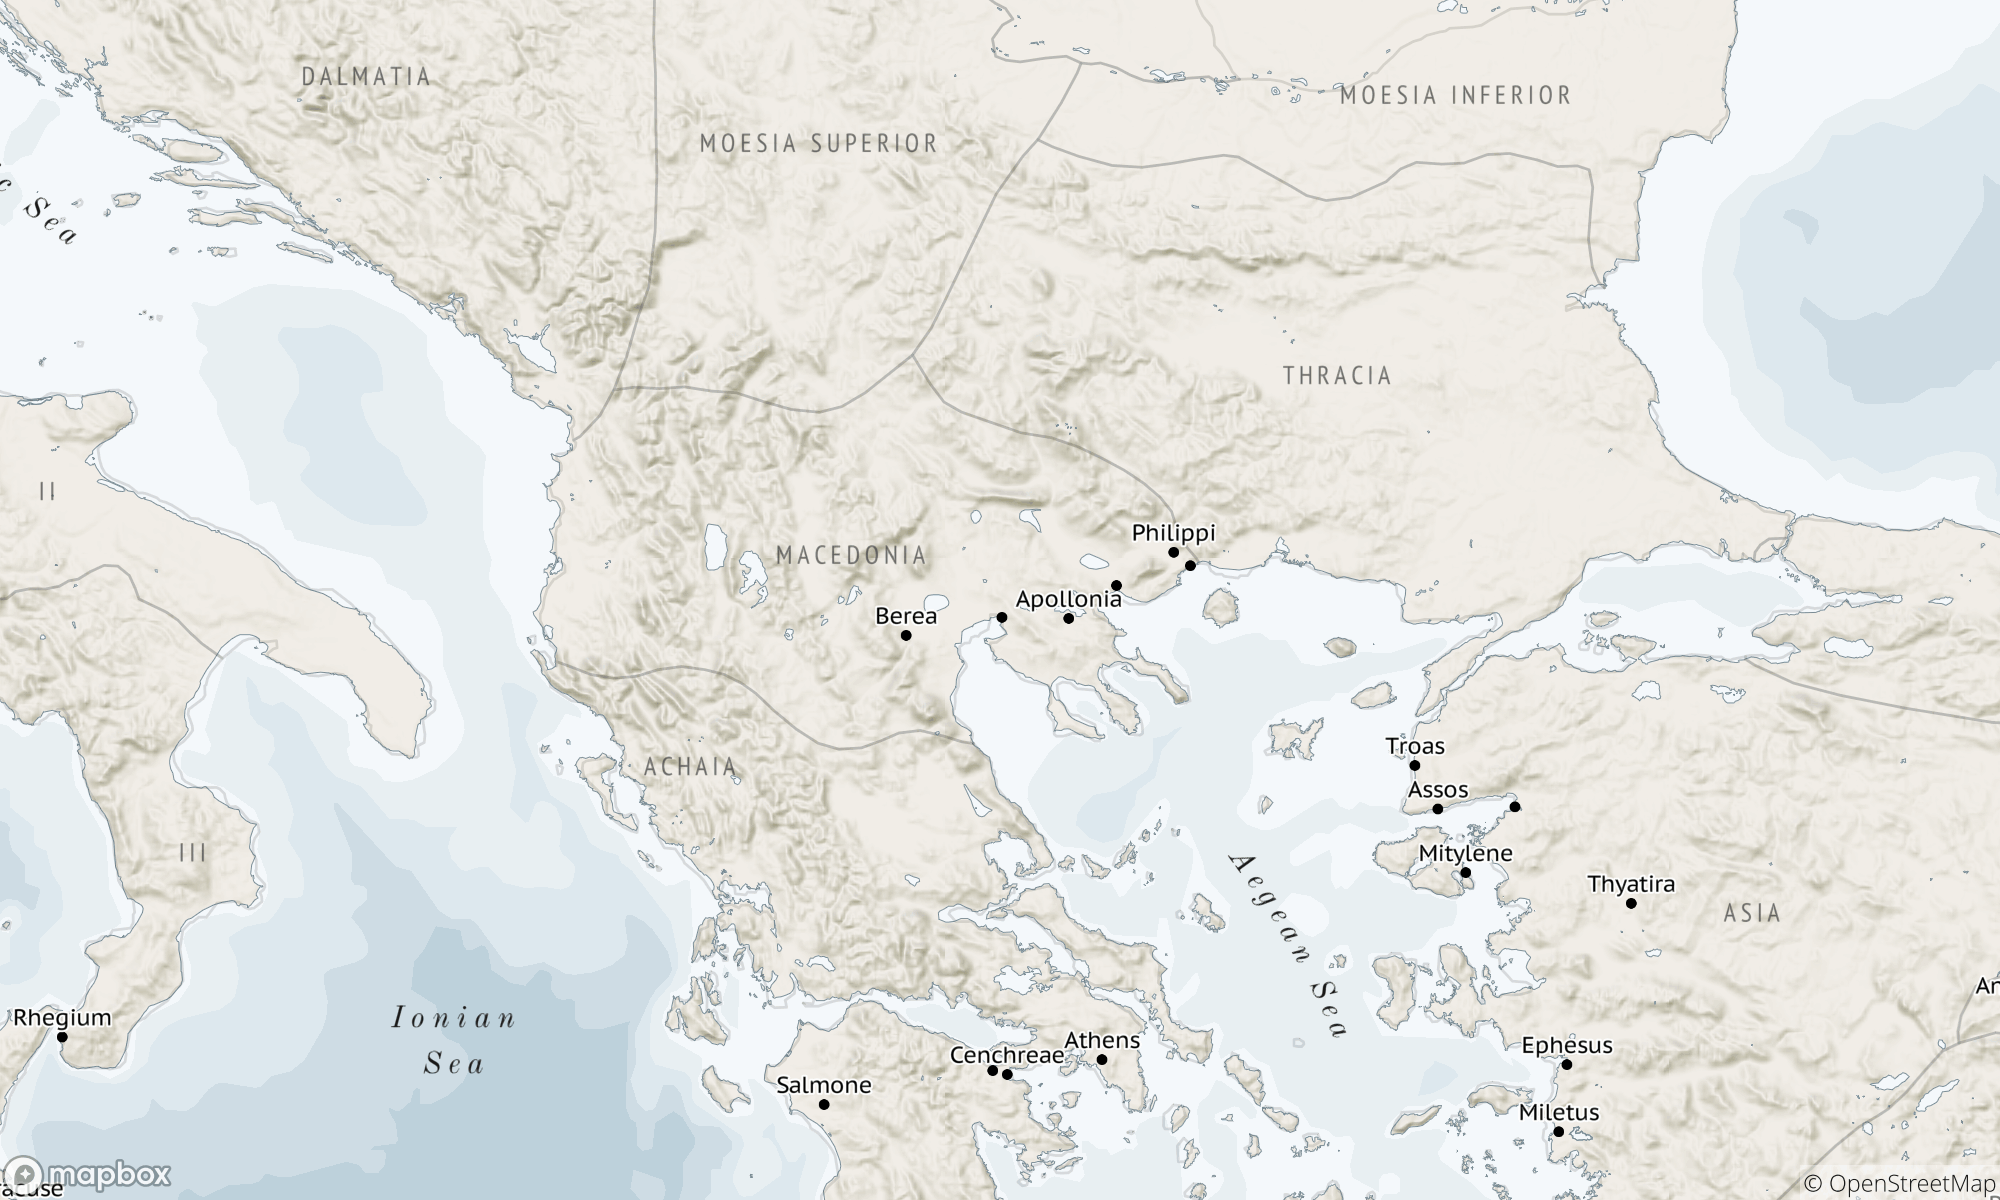 DALMATIA
MOESIA SUPERIOR
MOESIA INFERIOR
Sea
THRACIA
II
MACEDONIA
Philippi
Apollonia
Berea
ACHAIA
Troas
Assos
Mitylene
Thyatira
ASIA
III
Aegean Sea
Ionian
Sea
Rhegium
Athens
Cenchreae
Salmone
Ephesus
Miletus
mapbox
© OpenStreetMap